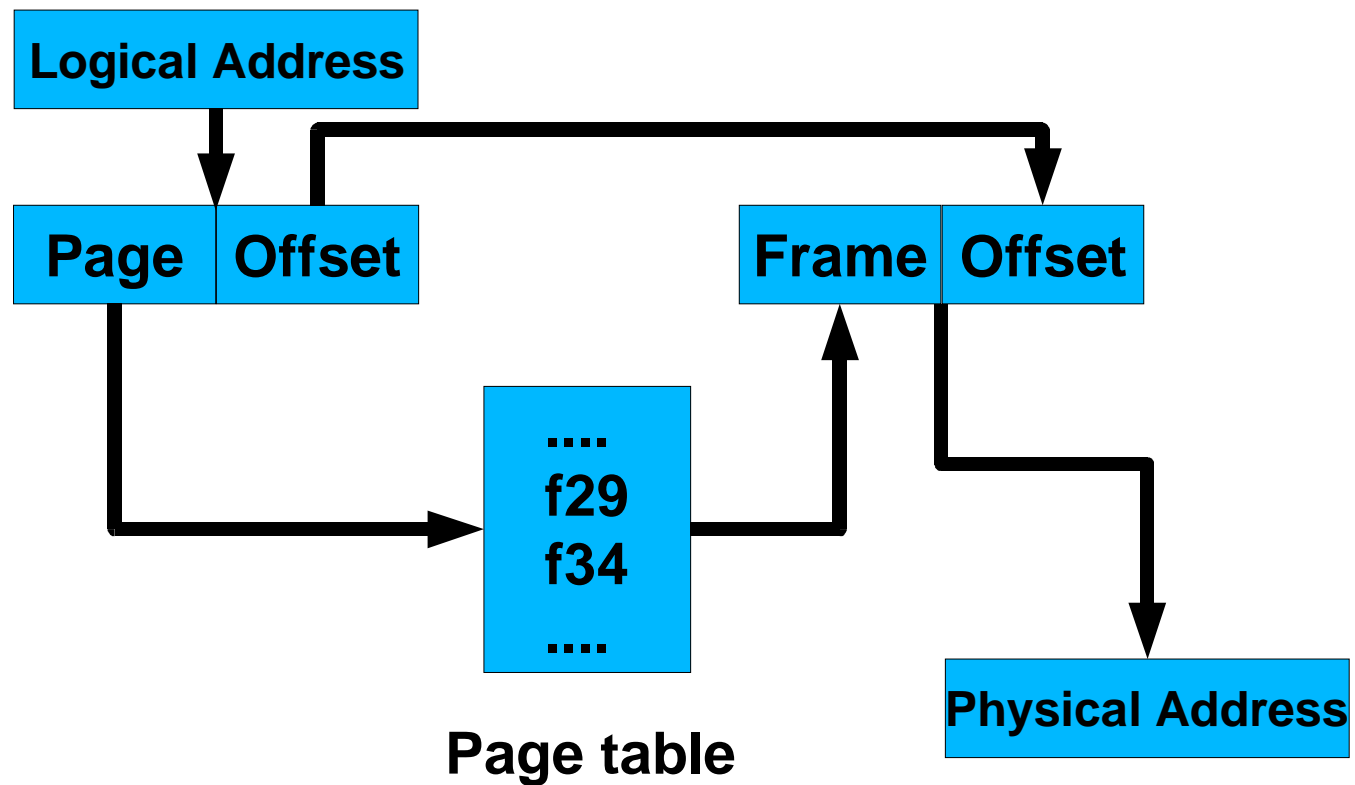 Logical Address
Page Offset
Frame Offset
....
f29
f34
....
Physical Address
Page table